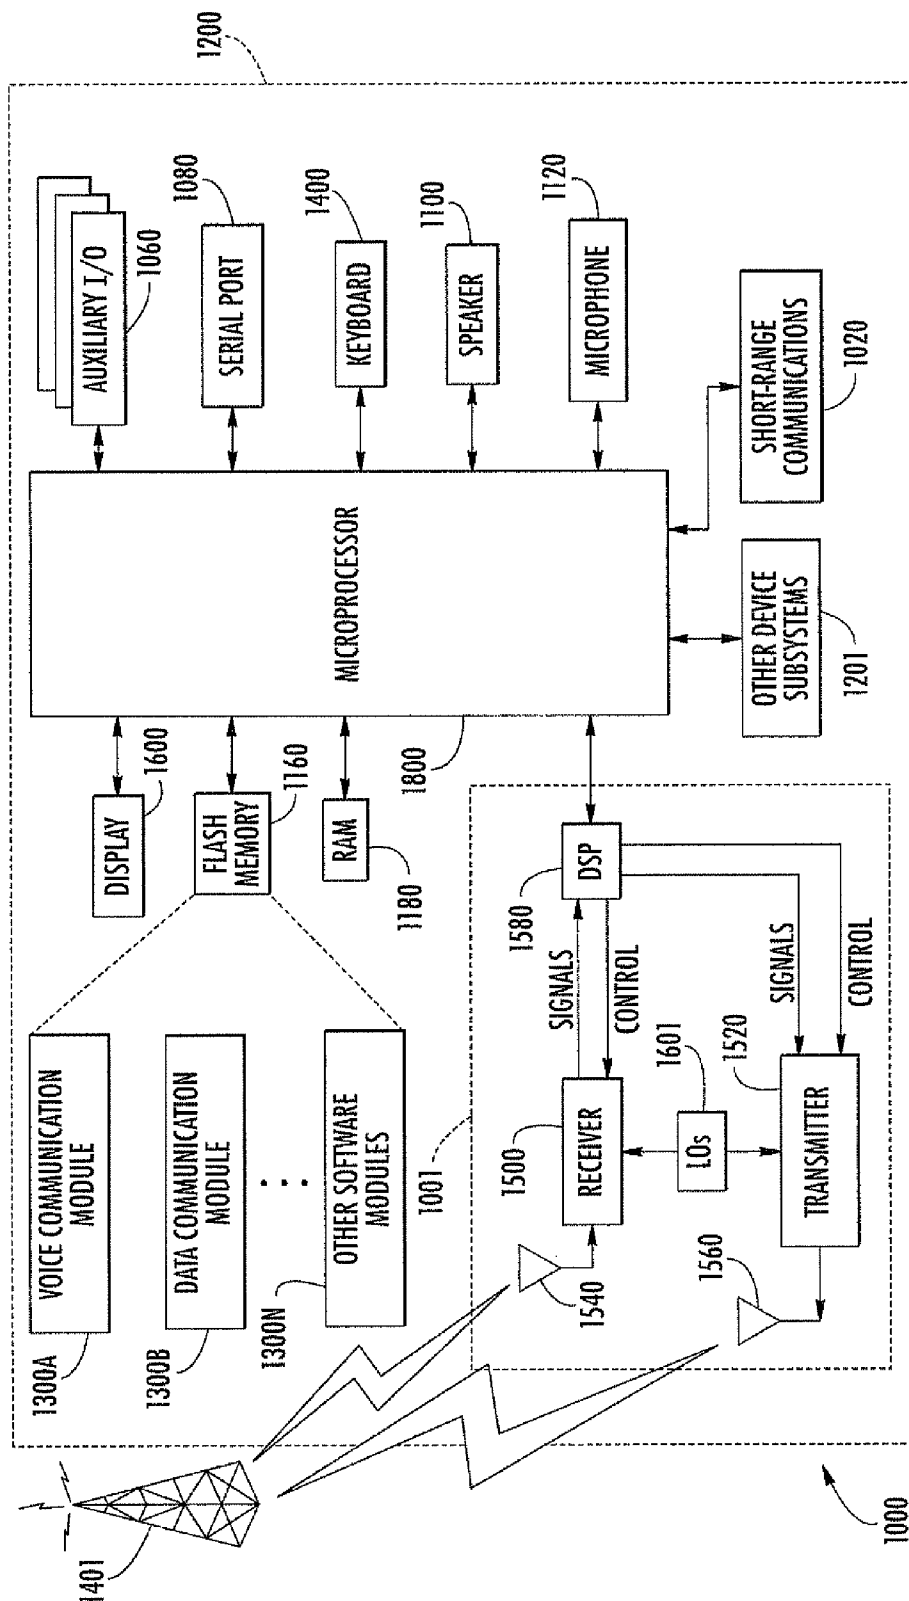 1200
AUXILIARY I/O
1060
SERIAL PORT
1080
KEYBOARD
1400
SPEAKER
1100
MICROPHONE
1120
SHORT-RANGE
COMMUNICATIONS
1020
OTHER DEVICE
SUBSYSTEMS
1201
MICROPROCESSOR
1800
DISPLAY
1600
FLASH
MEMORY
1160
RAM
1180
VOICE COMMUNICATION
MODULE
1300A
DATA COMMUNICATION
MODULE
1300B
OTHER SOFTWARE
MODULES
1300N
1001
DSP
1580
SIGNALS
CONTROL
RECEIVER
1500
1540
LOs
1601
SIGNALS
CONTROL
TRANSMITTER
1520
1560
1401
1000